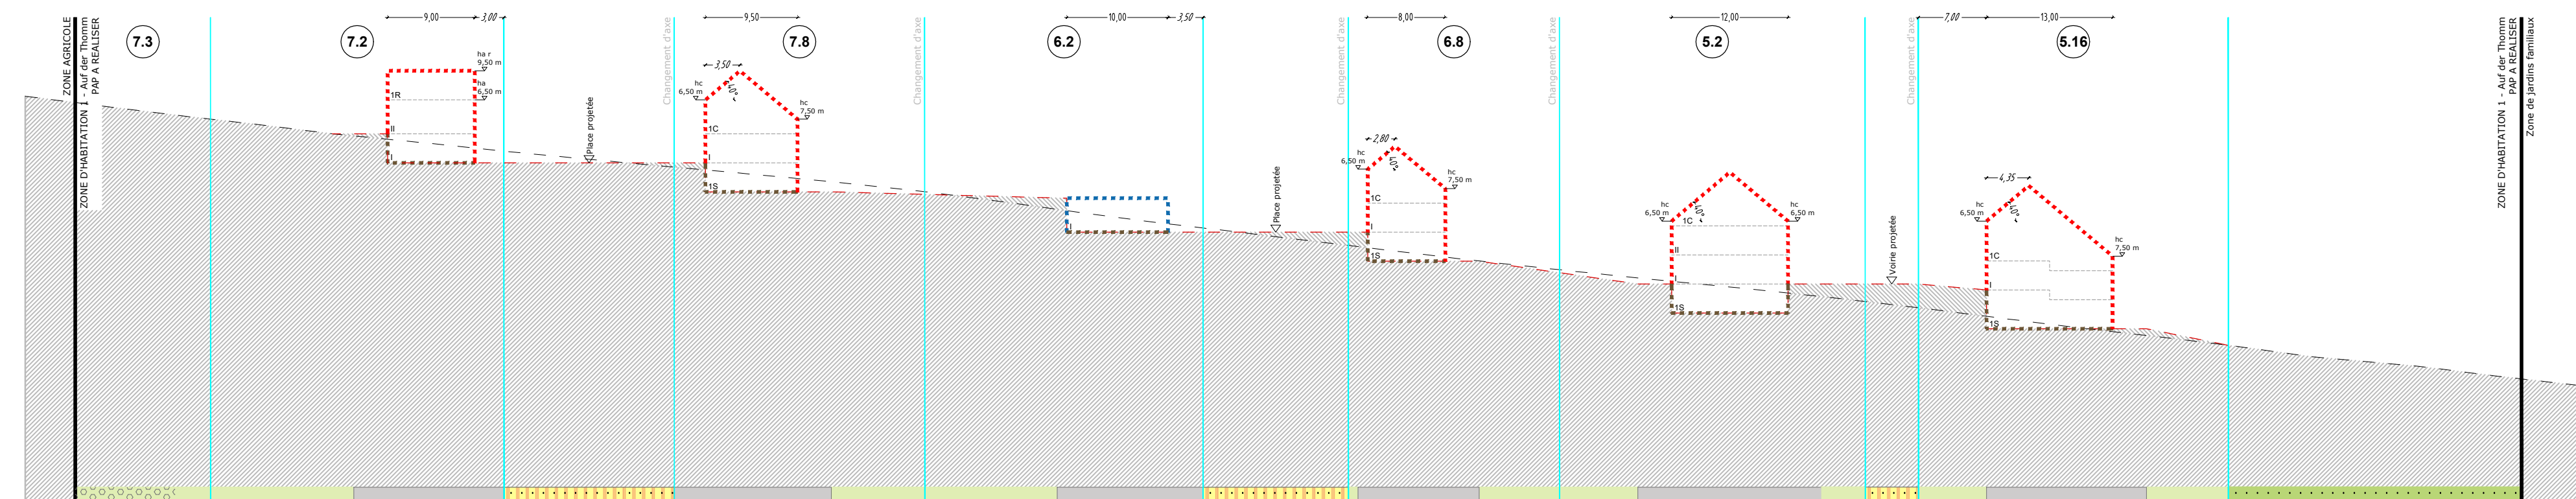 9,00
3,00
9,50
10,00
3,50
8,00
12,00
7,00
13,00
ZONE AGRICOLE
ZONE D'HABITATION 1 - Auf der Thomm
PAP A REALISER
7.3
7.2
7.8
6.2
6.8
5.2
5.16
Changement d'axe
Changement d'axe
Changement d'axe
Changement d'axe
Changement d'axe
ZONE D'HABITATION 1 - Auf der Thomm
PAP A REALISER
Zone de jardins familiaux
ha r
9,50 m
ha
6,50 m
1R
II
I
Place projetée
3,50
hc
6,50 m
40°
hc
7,50 m
1C
I
1S
I
Place projetée
2,80
hc
6,50 m
40°
hc
7,50 m
1C
I
1S
hc
6,50 m
40°
hc
6,50 m
1C
II
I
1S
Voirie projetée
4,35
hc
6,50 m
40°
hc
7,50 m
1C
I
1S